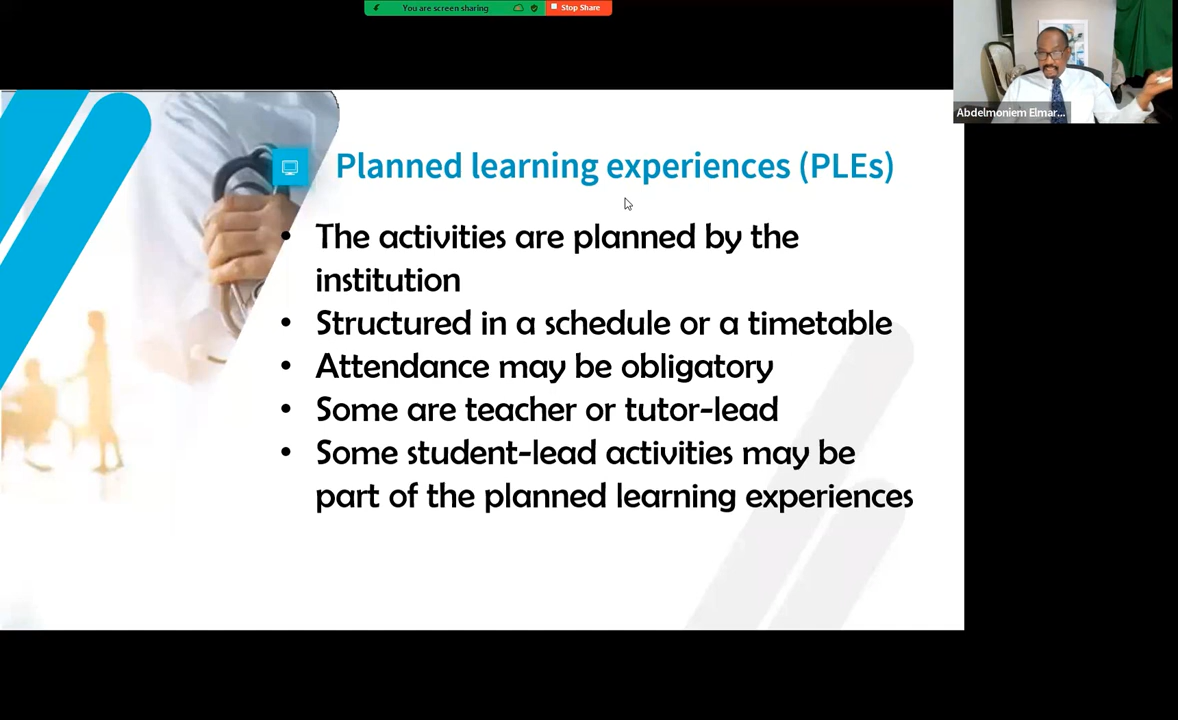 You are screen sharing
Stop Share
Abdelmoniem Elmar...
Planned learning experiences (PLEs)
• The activities are planned by the
institution
• Structured in a schedule or a timetable
• Attendance may be obligatory
• Some are teacher or tutor-lead
• Some student-lead activities may be
part of the planned learning experiences